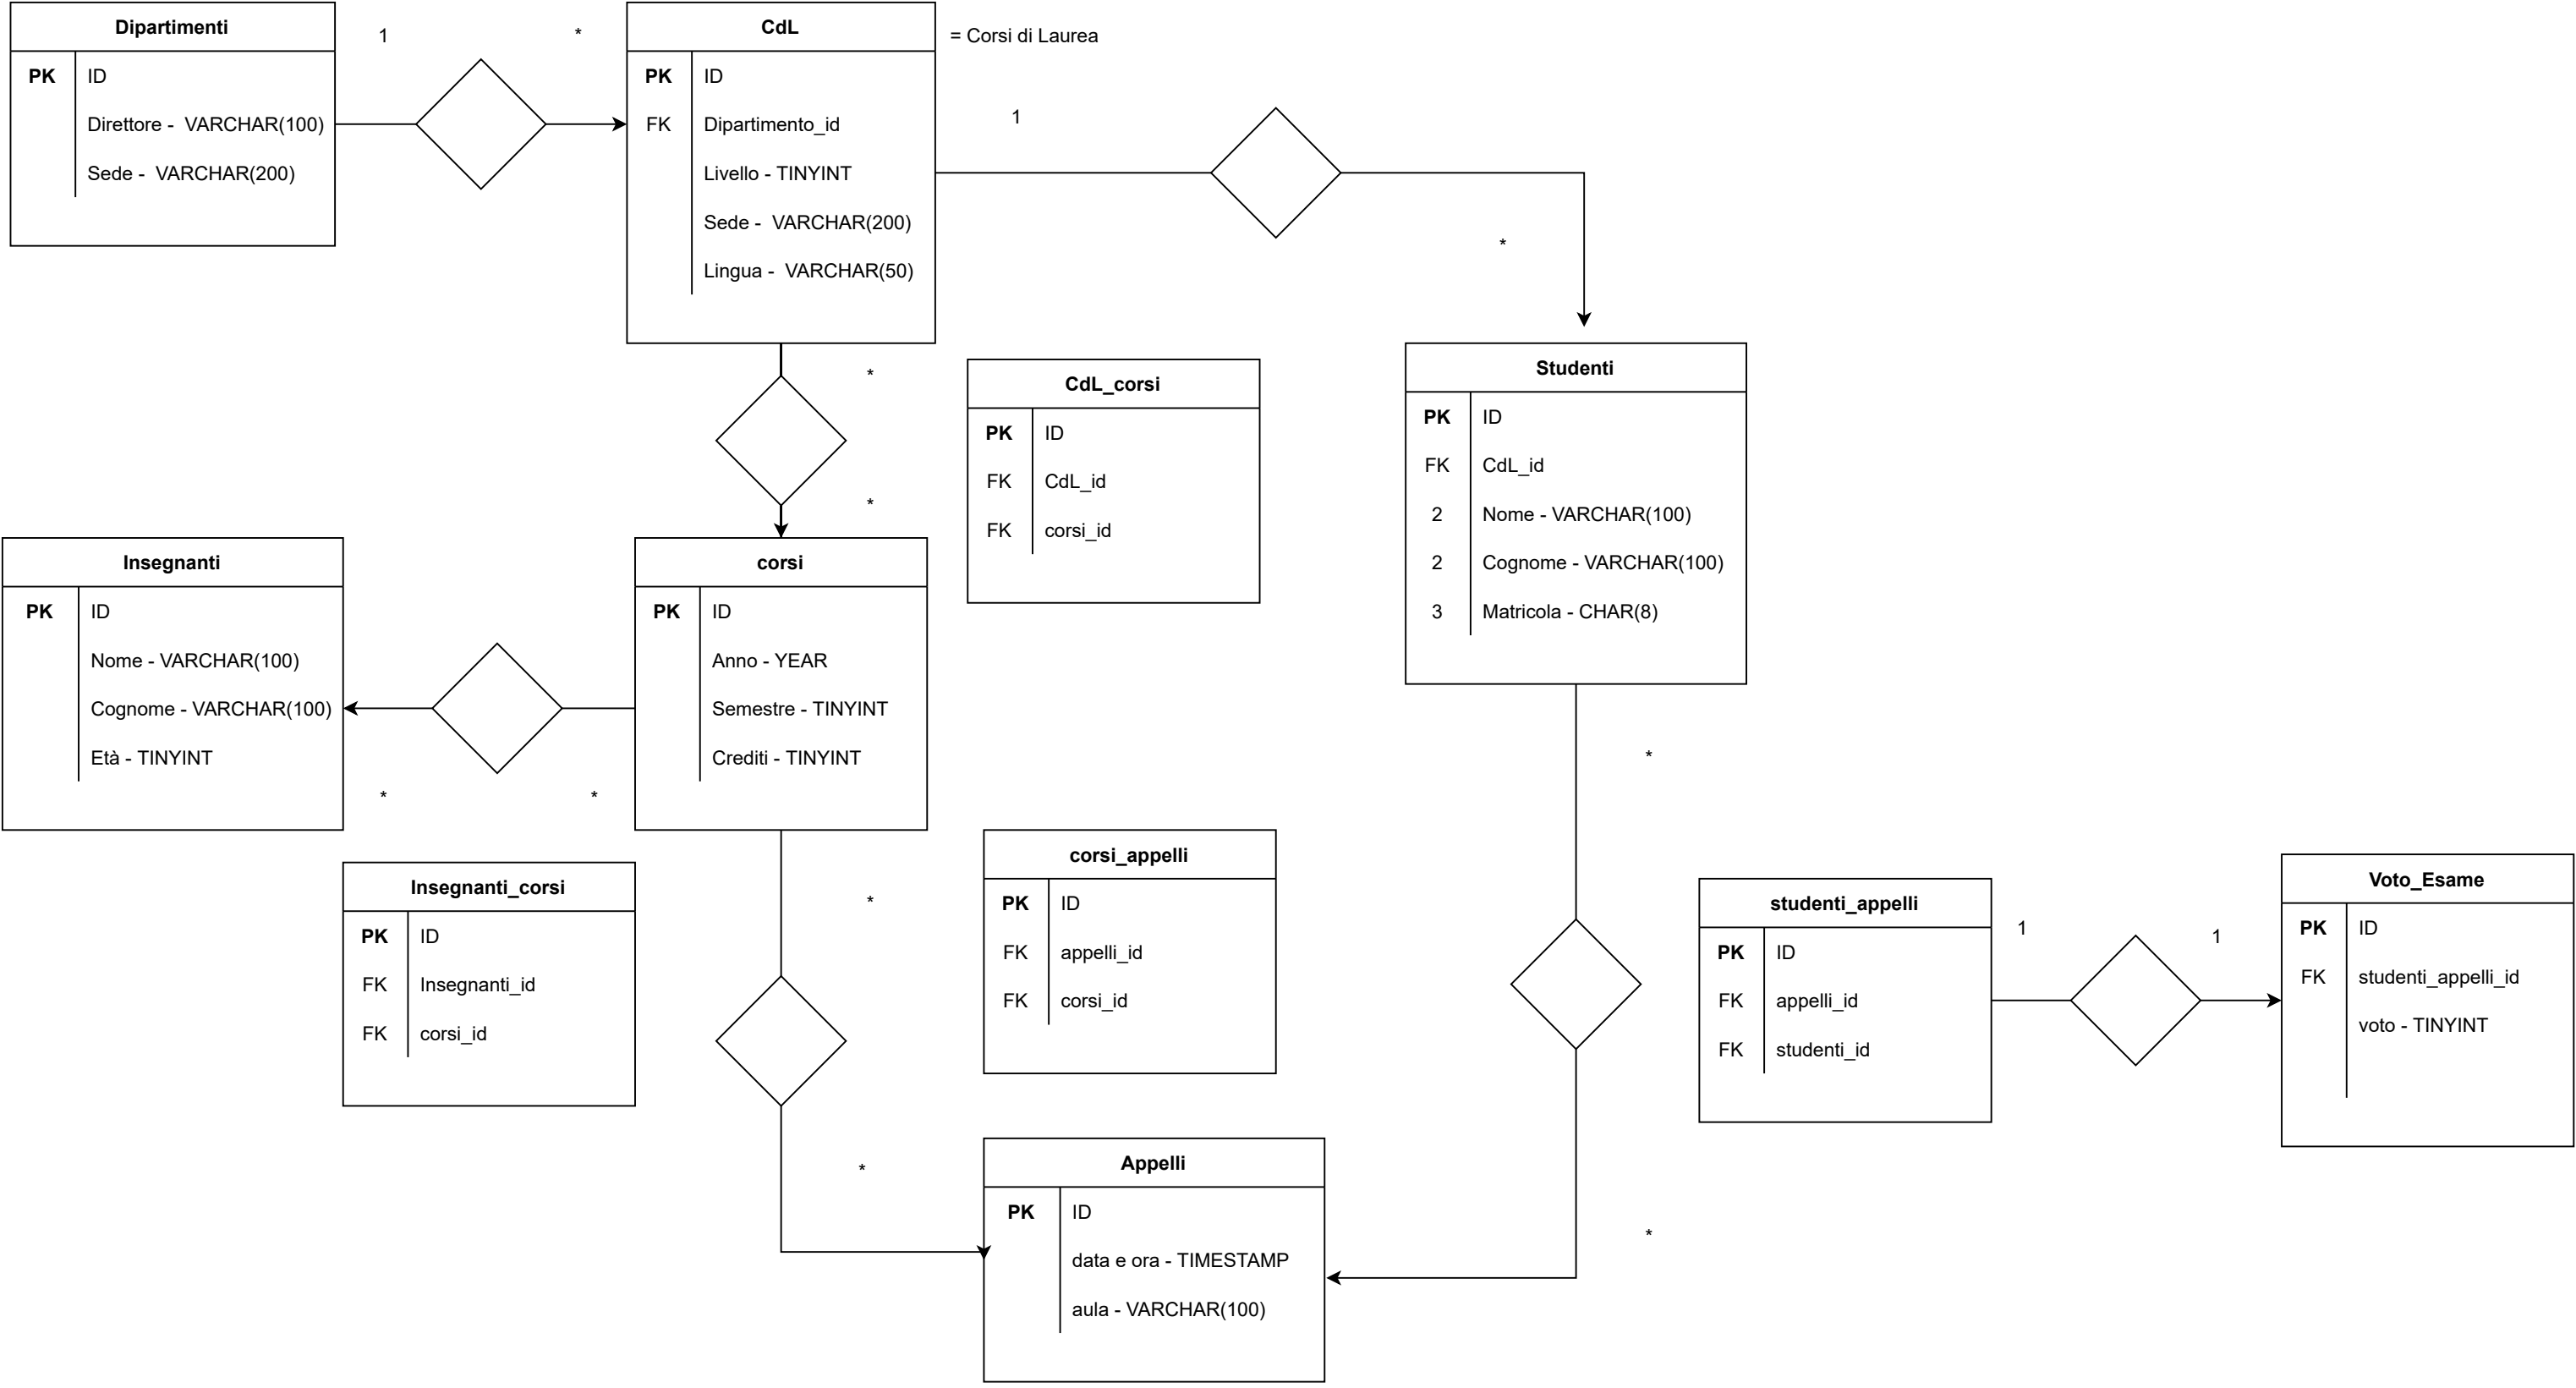 Dipartimenti
PK ID
Direttore - VARCHAR(100)
Sede - VARCHAR(200)
1
*
CdL
PK ID
FK Dipartimento_id
Livello - TINYINT
Sede - VARCHAR(200)
Lingua - VARCHAR(50)
= Corsi di Laurea
1
*
*
*
CdL_corsi
PK ID
FK CdL_id
FK corsi_id
Studenti
PK ID
FK CdL_id
2 Nome - VARCHAR(100)
2 Cognome - VARCHAR(100)
3 Matricola - CHAR(8)
Insegnanti
PK ID
Nome - VARCHAR(100)
Cognome - VARCHAR(100)
Età - TINYINT
*
*
corsi
PK ID
Anno - YEAR
Semestre - TINYINT
Crediti - TINYINT
Insegnanti_corsi
PK ID
FK Insegnanti_id
FK corsi_id
*
*
corsi_appelli
PK ID
FK appelli_id
FK corsi_id
*
*
studenti_appelli
PK ID
FK appelli_id
FK studenti_id
1
1
Voto_Esame
PK ID
FK studenti_appelli_id
voto - TINYINT
Appelli
PK ID
data e ora - TIMESTAMP
aula - VARCHAR(100)